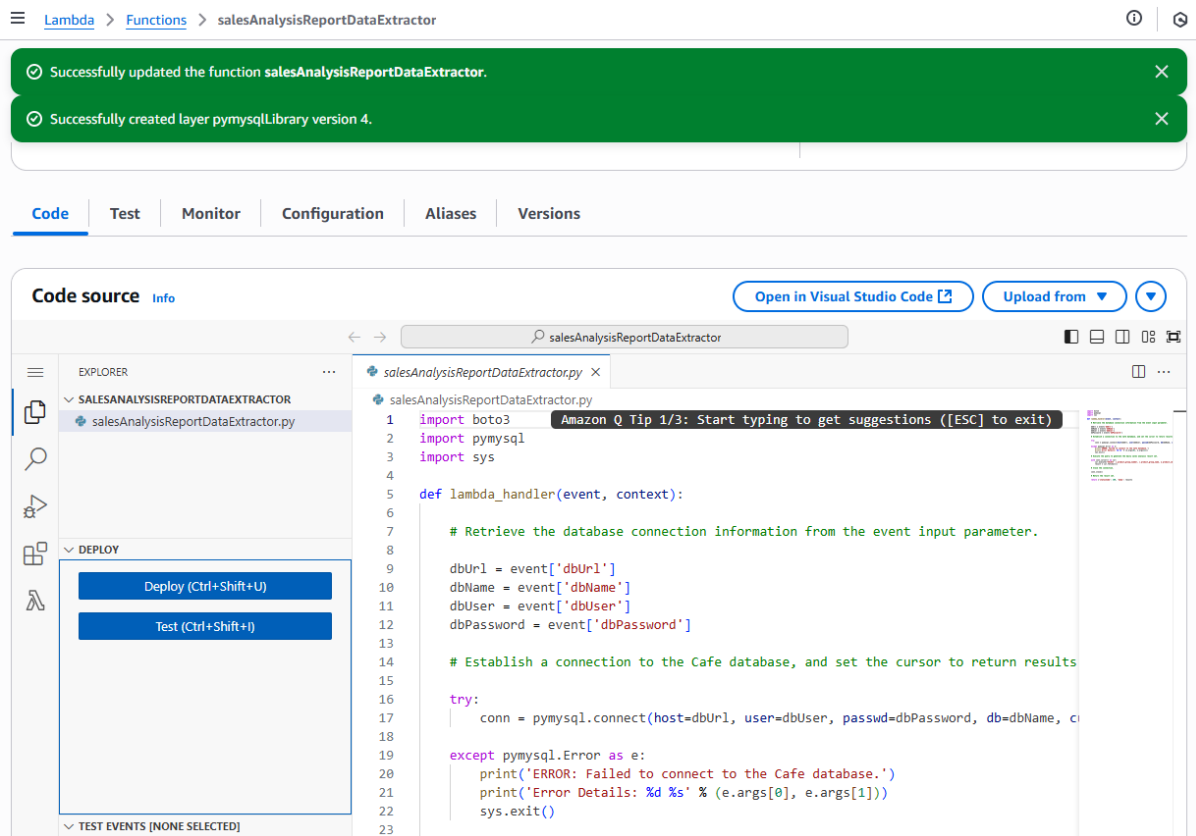 Lambda > Functions > salesAnalysisReportDataExtractor
Successfully updated the function salesAnalysisReportDataExtractor.
Successfully created layer pymysqlLibrary version 4.
Code Test Monitor Configuration Aliases Versions
Code source Info
Open in Visual Studio Code
Upload from
salesAnalysisReportDataExtractor
EXPLORER
SALESANALYSISREPORTDATAEXTRACTOR
salesAnalysisReportDataExtractor.py
DEPLOY
Deploy (Ctrl+Shift+U)
Test (Ctrl+Shift+I)
TEST EVENTS [NONE SELECTED]
salesAnalysisReportDataExtractor.py
salesAnalysisReportDataExtractor.py
Amazon Q Tip 1/3: Start typing to get suggestions ([ESC] to exit)
1 import boto3
2 import pymysql
3 import sys
4
5 def lambda_handler(event, context):
6
7 # Retrieve the database connection information from the event input parameter.
8
9 dbUrl = event['dbUrl']
10 dbName = event['dbName']
11 dbUser = event['dbUser']
12 dbPassword = event['dbPassword']
13
14 # Establish a connection to the Cafe database, and set the cursor to return results
15
16 try:
17 conn = pymysql.connect(host=dbUrl, user=dbUser, passwd=dbPassword, db=dbName,
18
19 except pymysql.Error as e:
20 print('ERROR: Failed to connect to the Cafe database.')
21 print('Error Details: %d %s' % (e.args[0], e.args[1]))
22 sys.exit()
23